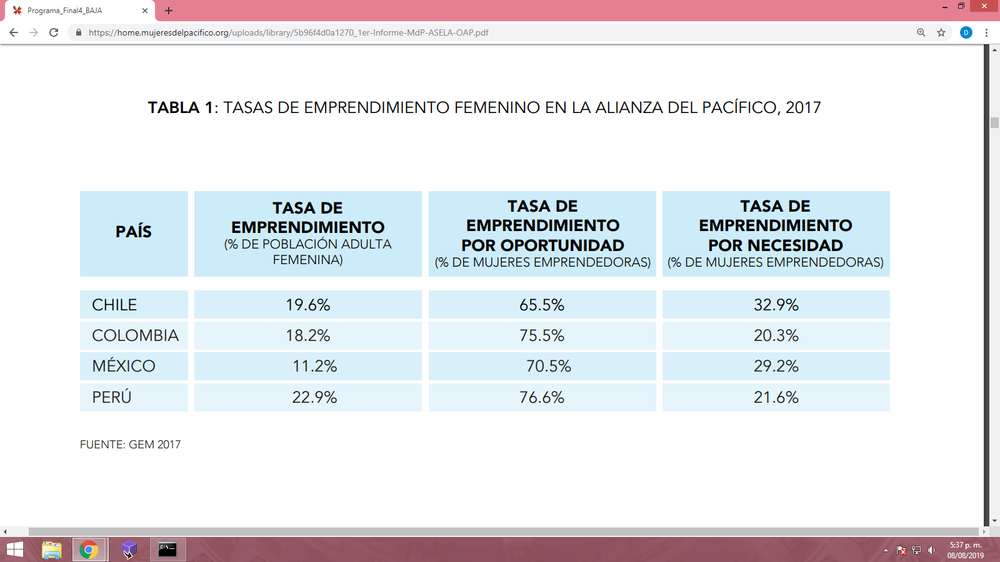 Programa_Final4_BAJA
https://home.mujeresdelpacifico.org/uploads/library/5b96f4d0a1270_1er-Informe-MdP-ASELA-OAP.pdf
D
TABLA 1: TASAS DE EMPRENDIMIENTO FEMENINO EN LA ALIANZA DEL PACÍFICO, 2017
PAÍS
TASA DE
EMPRENDIMIENTO
(% DE POBLACIÓN ADULTA
FEMENINA)
TASA DE
EMPRENDIMIENTO
POR OPORTUNIDAD
(% DE MUJERES EMPRENDEDORAS)
TASA DE
EMPRENDIMIENTO
POR NECESIDAD
(% DE MUJERES EMPRENDEDORAS)
CHILE 19.6% 65.5% 32.9%
COLOMBIA 18.2% 75.5% 20.3%
MÉXICO 11.2% 70.5% 29.2%
PERÚ 22.9% 76.6% 21.6%
FUENTE: GEM 2017
C:\_
5:37 p. m.
08/08/2019